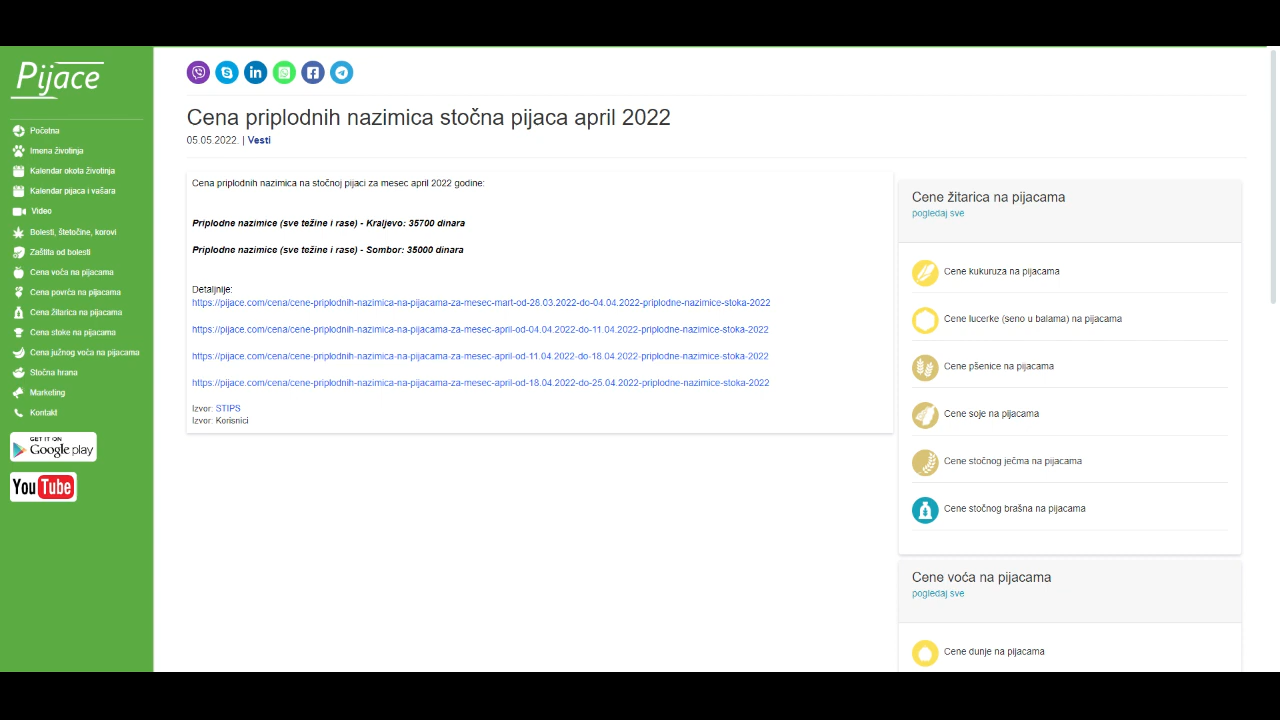 Pijace
Početna
Imena životinja
Kalendar okota životinja
Kalendar pijaca i vašara
Video
Bolesti, štetočine, korovi
Zaštita od bolesti
Cena voća na pijacama
Cena povrća na pijacama
Cena žitarica na pijacama
Cena stoke na pijacama
Cena južnog voća na pijacama
Stočna hrana
Marketing
Kontakt
GET IT ON
Google play
YouTube
Cena priplodnih nazimica stočna pijaca april 2022
05.05.2022. | Vesti
Cena priplodnih nazimica na stočnoj pijaci za mesec april 2022 godine:
Priplodne nazimice (sve težine i rase) - Kraljevo: 35700 dinara
Priplodne nazimice (sve težine i rase) - Sombor: 35000 dinara
Detaljnije:
https://pijace.com/cena/cene-priplodnih-nazimica-na-pijacama-za-mesec-mart-od-28.03.2022-do-04.04.2022-priplodne-nazimice-stoka-2022
https://pijace.com/cena/cene-priplodnih-nazimica-na-pijacama-za-mesec-april-od-04.04.2022-do-11.04.2022-priplodne-nazimice-stoka-2022
https://pijace.com/cena/cene-priplodnih-nazimica-na-pijacama-za-mesec-april-od-11.04.2022-do-18.04.2022-priplodne-nazimice-stoka-2022
https://pijace.com/cena/cene-priplodnih-nazimica-na-pijacama-za-mesec-april-od-18.04.2022-do-25.04.2022-priplodne-nazimice-stoka-2022
Izvor: STIPS
Izvor: Korisnici
Cene žitarica na pijacama
pogledaj sve
Cene kukuruza na pijacama
Cene lucerke (seno u balama) na pijacama
Cene pšenice na pijacama
Cene soje na pijacama
Cene stočnog ječma na pijacama
Cene stočnog brašna na pijacama
Cene voća na pijacama
pogledaj sve
Cene dunje na pijacama